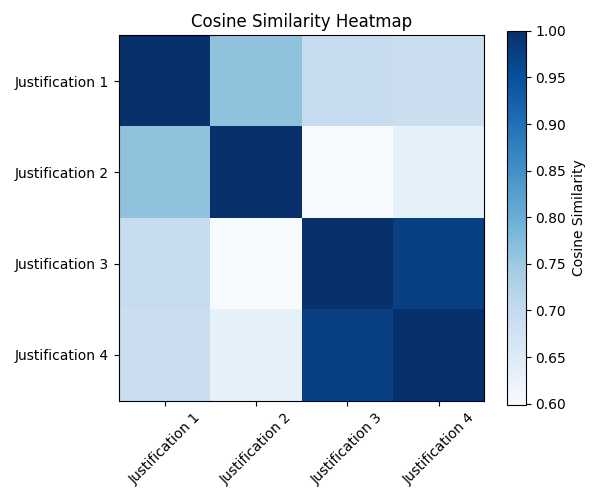 Cosine Similarity Heatmap
Justification 1
Justification 2
Justification 3
Justification 4
Justification 1
Justification 2
Justification 3
Justification 4
1.00
0.95
0.90
0.85
0.80
0.75
0.70
0.65
0.60
Cosine Similarity